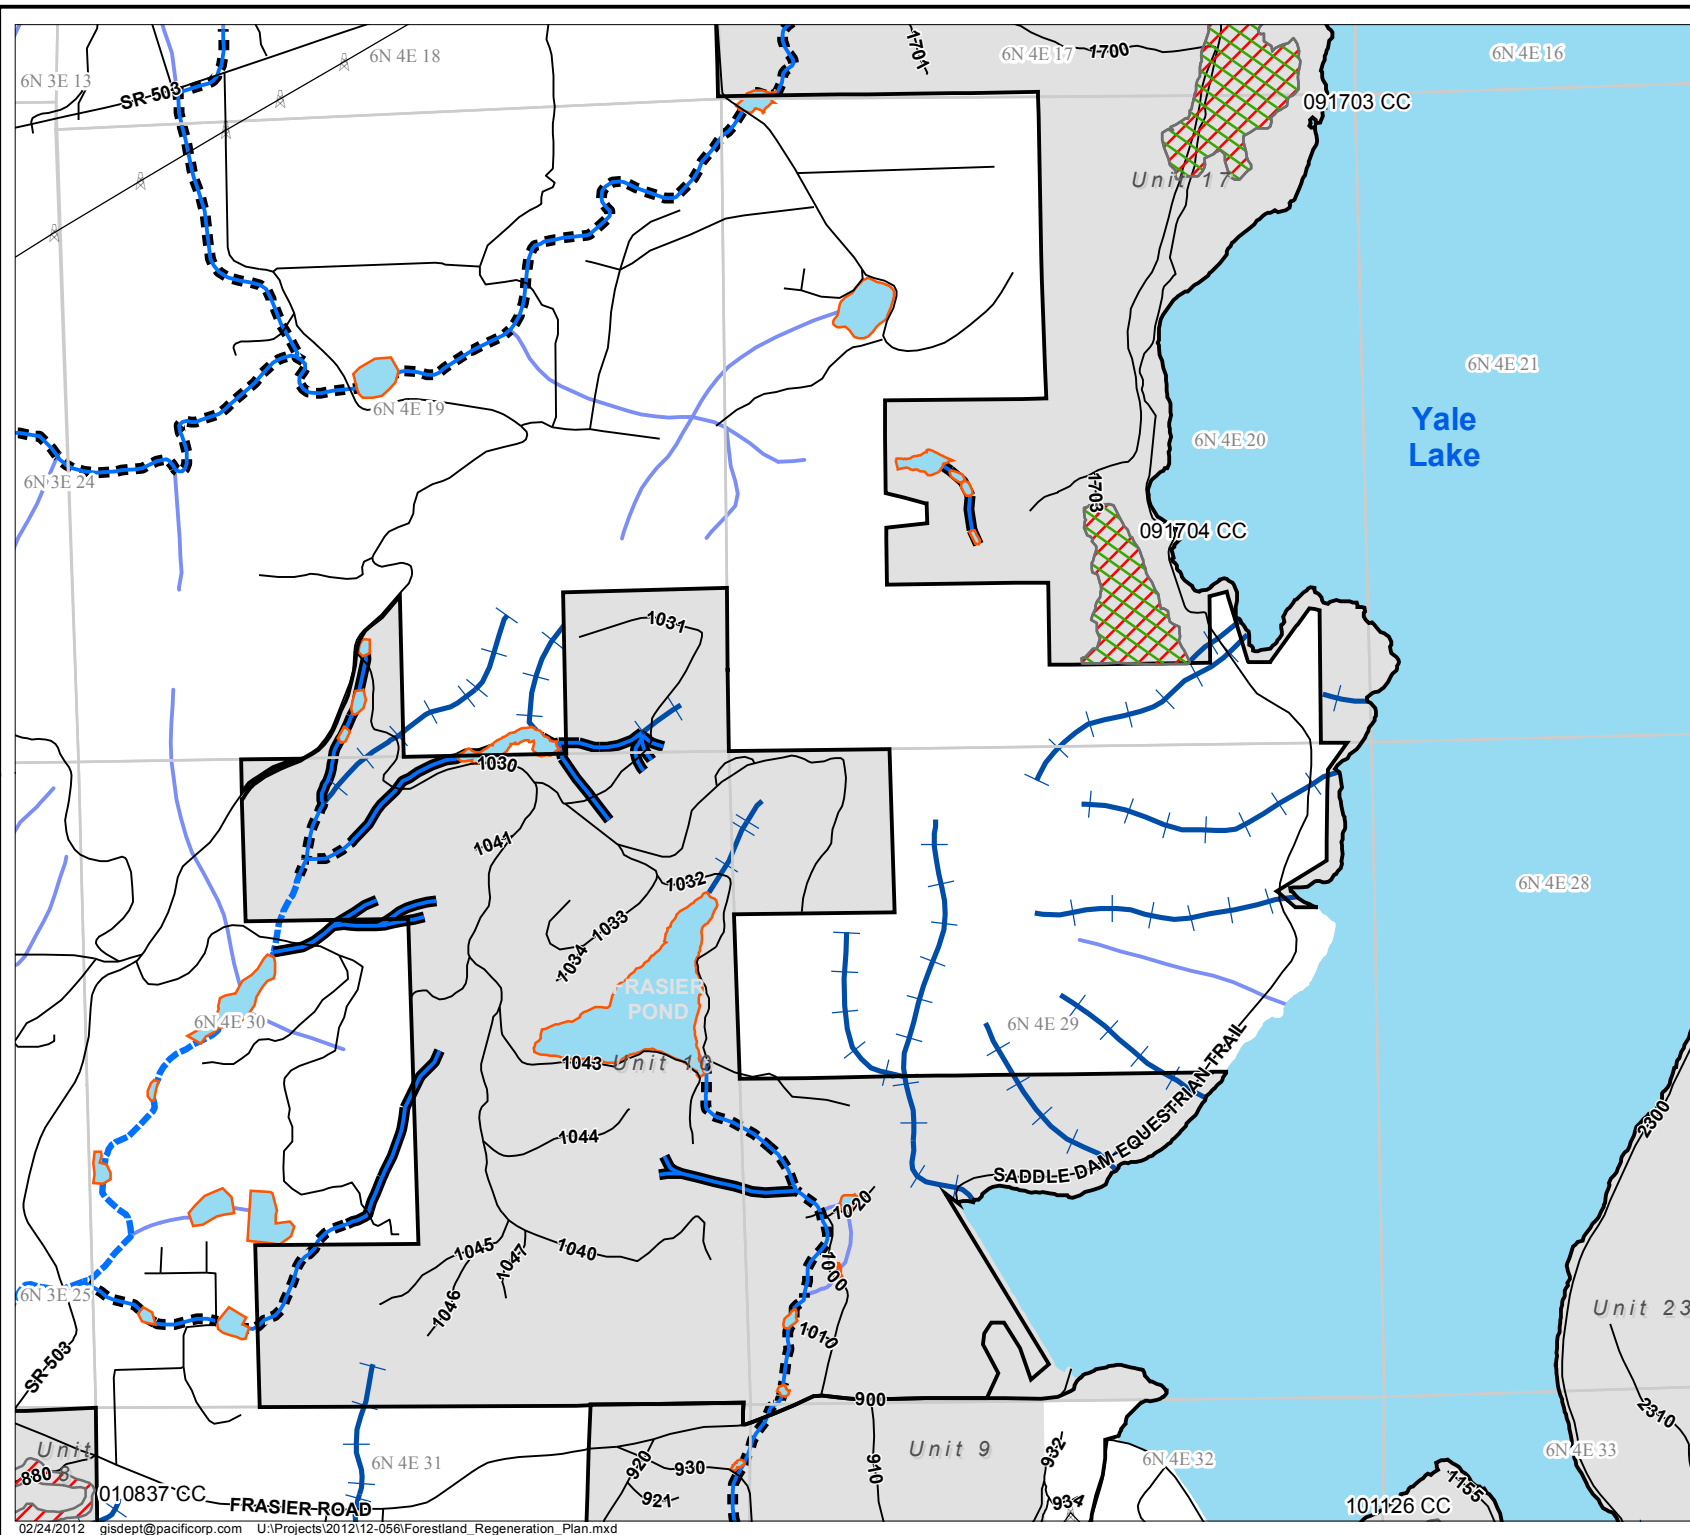 6N 3E 13
6N 4E 18
1701
6N 4E 17
1700
6N 4E 16
SR-503
091703 CC
Unit 17
6N 4E 21
6N 4E 19
Yale
Lake
6N 4E 20
6N 3E 24
1703
091704 CC
1031
1030
1041
1032
6N 4E 28
1033
1034
FRASIER
POND
6N 4E 30
6N 4E 29
1043
Unit 10
SADDLE DAM EQUESTRIAN TRAIL
2300
1044
1020
1045
1047
1040
1000
6N 3E 25
1046
Unit 23
1010
SR-503
900
2310
Unit
8
6N 4E 31
Unit 9
932
6N 4E 32
6N 4E 33
880
920
930
910
1155
010837 CC
921
934
FRASIER ROAD
101126 CC
02/24/2012 gisdept@pacificorp.com U:\Projects\2012\12-056\Forestland_Regeneration_Plan.mxd